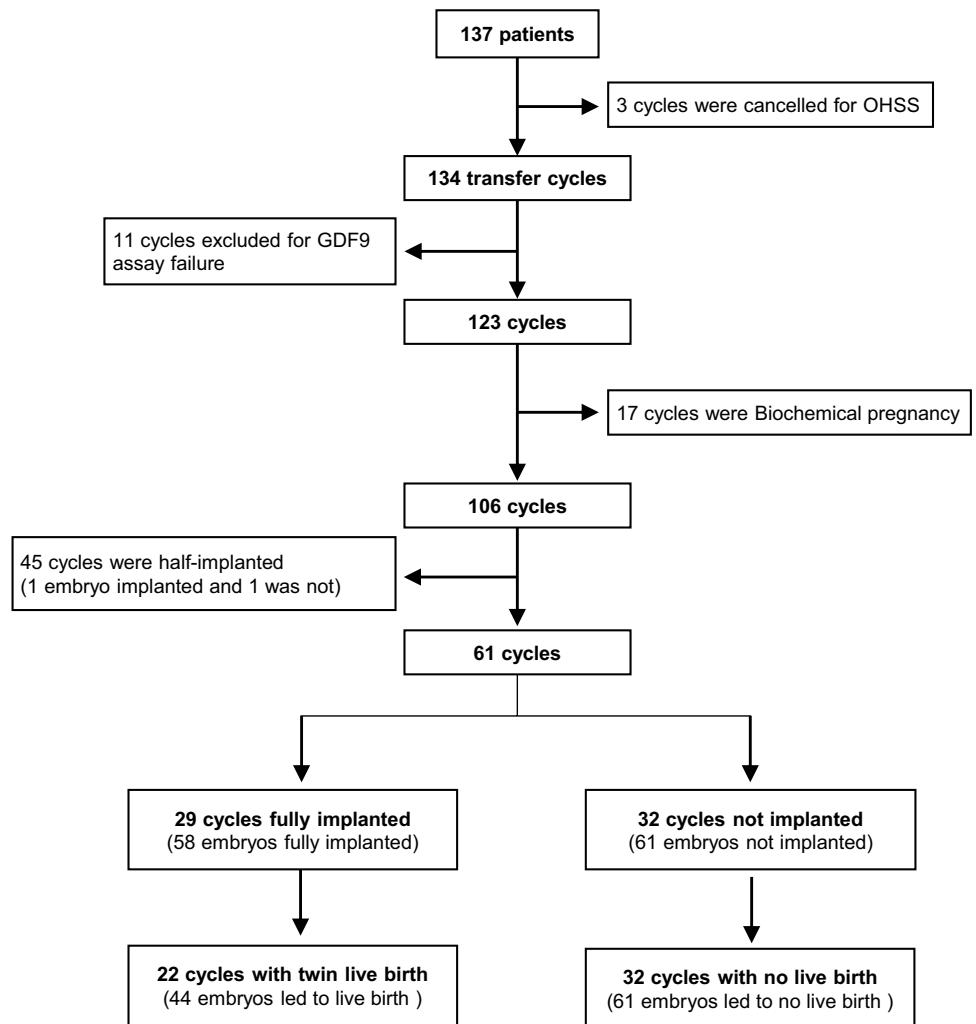 137 patients
3 cycles were cancelled for OHSS
134 transfer cycles
11 cycles excluded for GDF9
assay failure
123 cycles
17 cycles were Biochemical pregnancy
106 cycles
45 cycles were half-implanted
(1 embryo implanted and 1 was not)
61 cycles
29 cycles fully implanted
(58 embryos fully implanted)
32 cycles not implanted
(61 embryos not implanted)
22 cycles with twin live birth
(44 embryos led to live birth )
32 cycles with no live birth
(61 embryos led to no live birth )